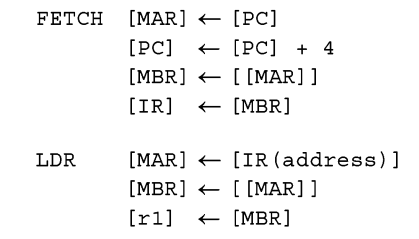 FETCH [MAR] ← [PC]
[PC] ← [PC] + 4
[MBR] ← [[MAR]]
[IR] ← [MBR]
LDR [MAR] ← [IR(address)]
[MBR] ← [[MAR]]
[r1] ← [MBR]